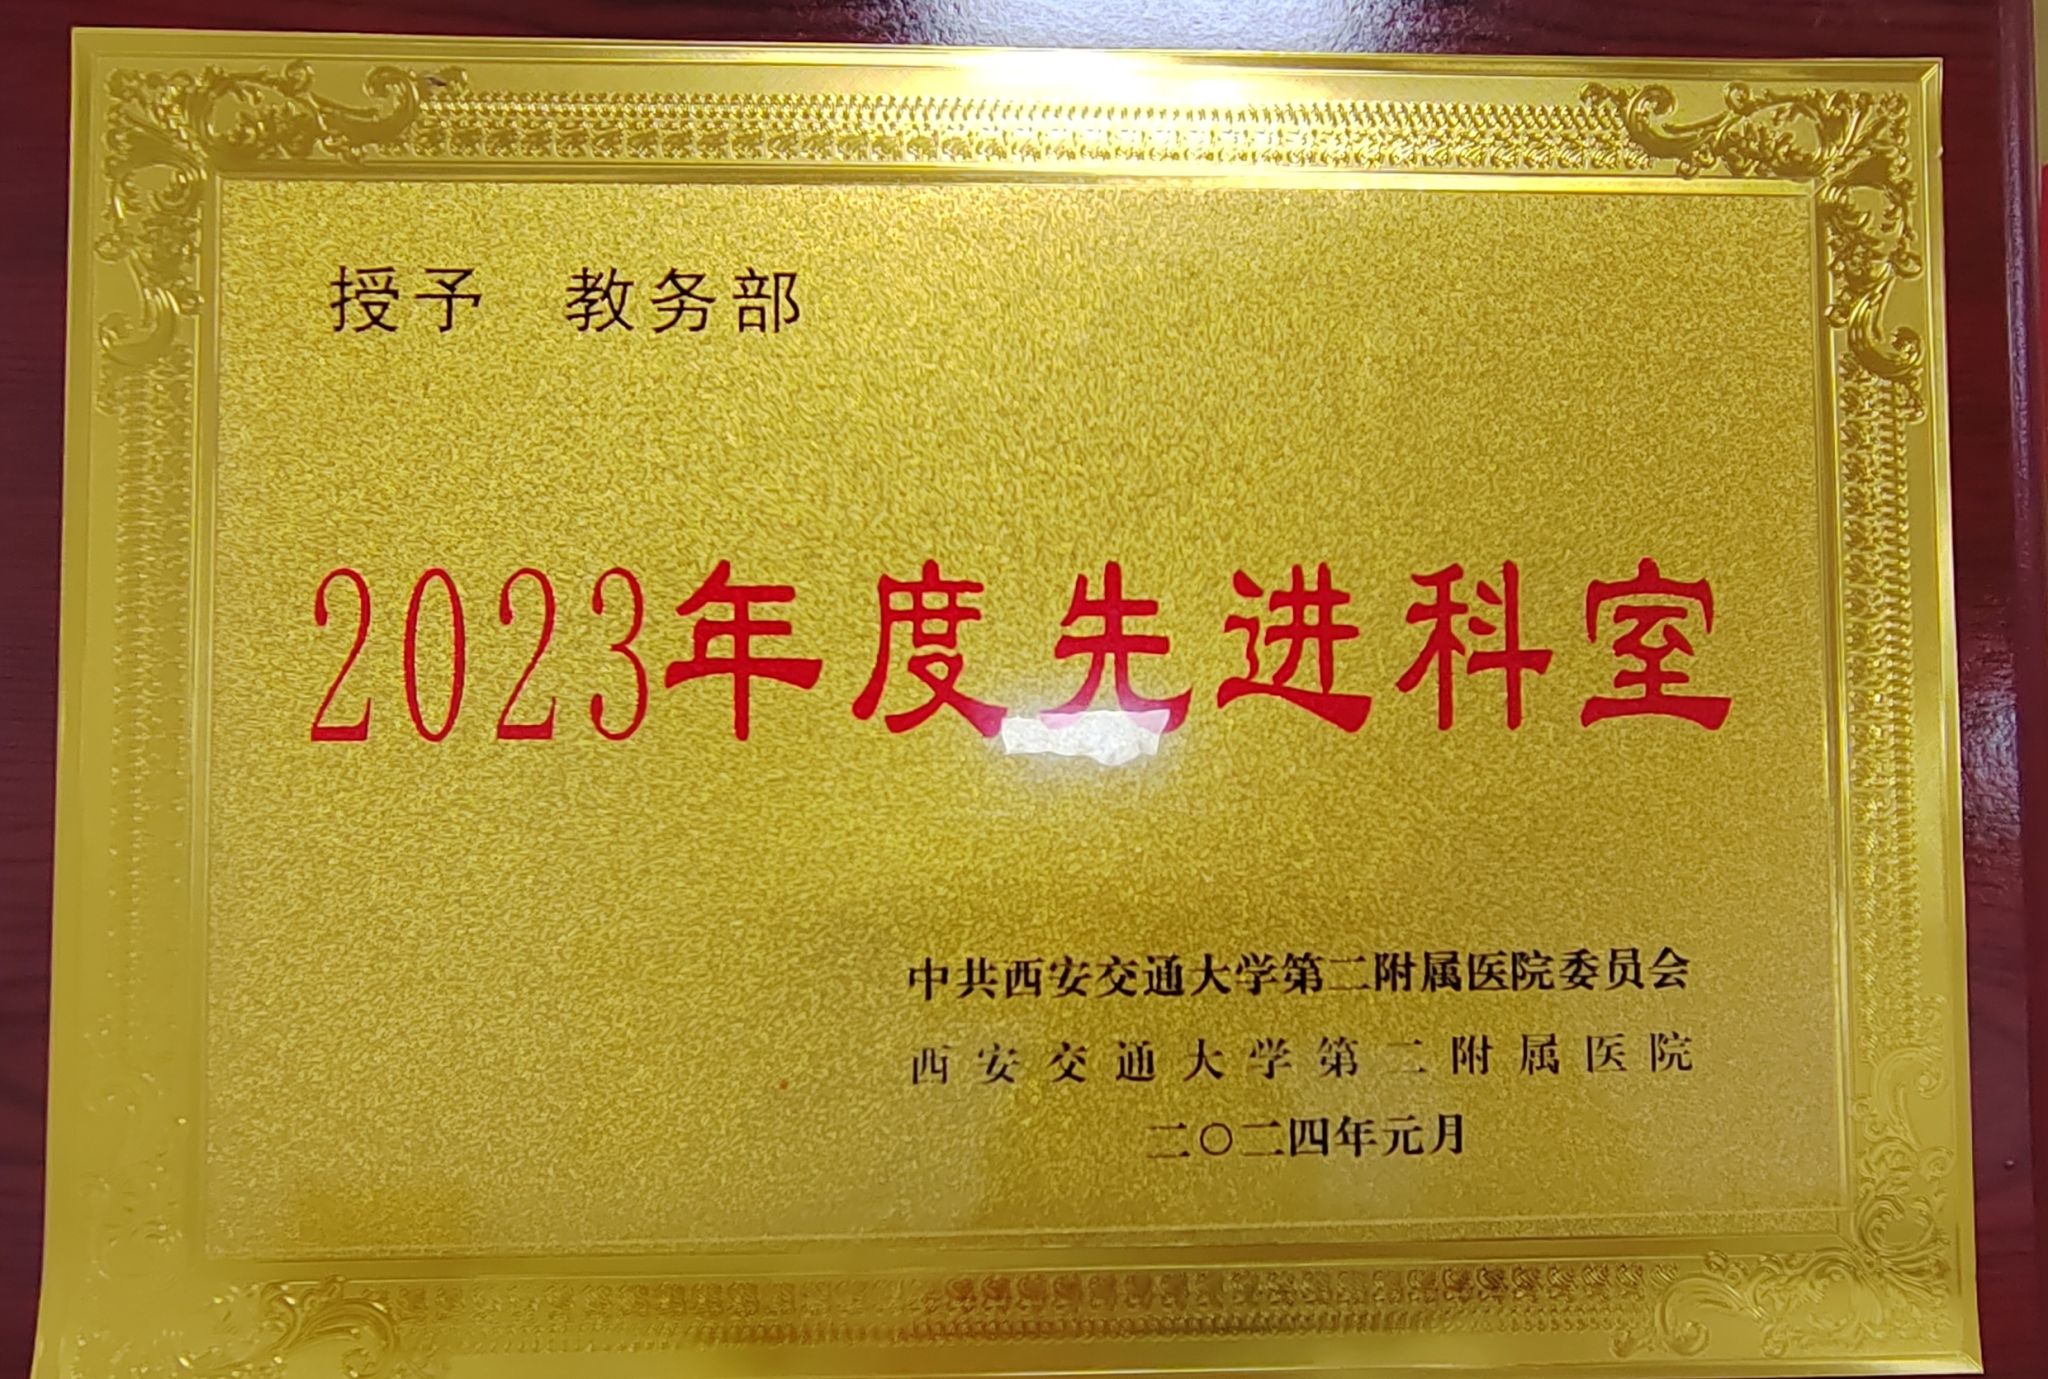 授予 教务部
2023年度先进科室
中共西安交通大学第二附属医院委员会
西安交通大学第二附属医院
二〇二四年元月